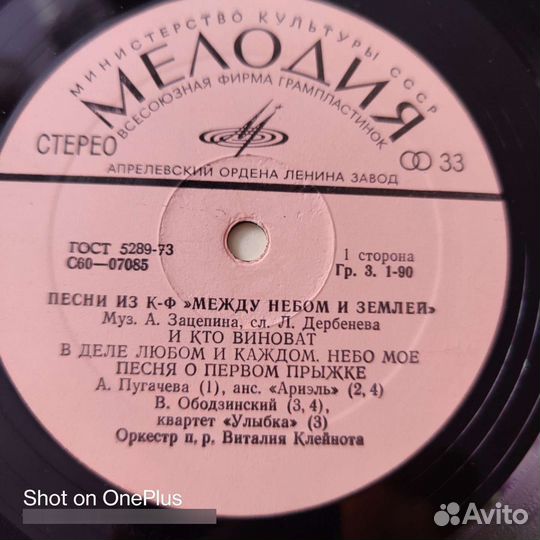 МИНИСТЕРСТВО КУЛЬТУРЫ СССР
МЕЛОДИЯ
ВСЕСОЮЗНАЯ ФИРМА ГРАМПЛАСТИНОК
СТЕРЕО
33
АПРЕЛЕВСКИЙ ОРДЕНА ЛЕНИНА ЗАВОД
ГОСТ 5289-73
С60—07085
1 сторона
Гр. 3. 1-90
ПЕСНИ ИЗ К-Ф »МЕЖДУ НЕБОМ И ЗЕМЛЕЙ»
Муз. А. Зацепина, сл. Л. Дербенева
И КТО ВИНОВАТ
В ДЕЛЕ ЛЮБОМ И КАЖДОМ. НЕБО МОЕ
ПЕСНЯ О ПЕРВОМ ПРЫЖКЕ
А. Пугачева (1), анс. «Ариэль» (2, 4)
В. Ободзинский (3, 4),
квартет «Улыбка» (3)
Оркестр п, р. Виталия Клейнота
Shot on OnePlus
Avito